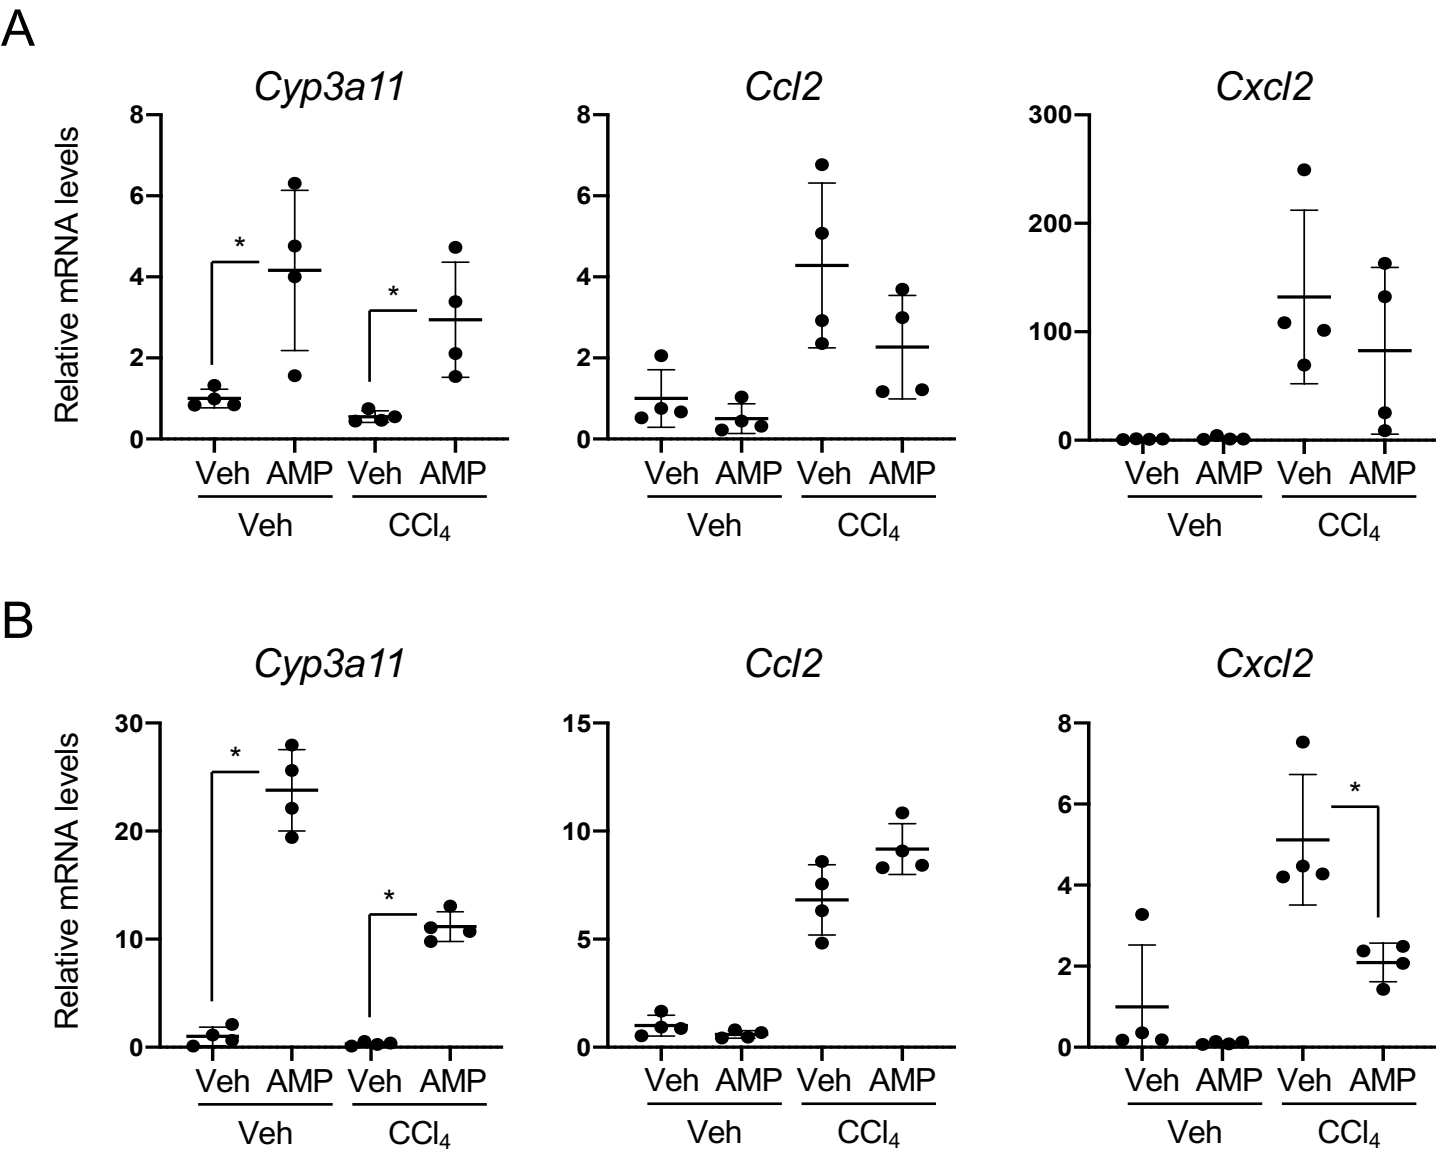 A
Cyp3a11 Ccl2 Cxcl2
Relative mRNA levels
8 8 300
6 6
200
* 
4 4
*
100
2 2
0 0 0
Veh AMP Veh AMP Veh AMP Veh AMP Veh AMP Veh AMP
Veh CCl₄ Veh CCl₄ Veh CCl₄
B
Cyp3a11 Ccl2 Cxcl2
Relative mRNA levels
30 15 8
*
6
*
20 10
4
*
10 5
2
0 0 0
Veh AMP Veh AMP Veh AMP Veh AMP Veh AMP Veh AMP
Veh CCl₄ Veh CCl₄ Veh CCl₄